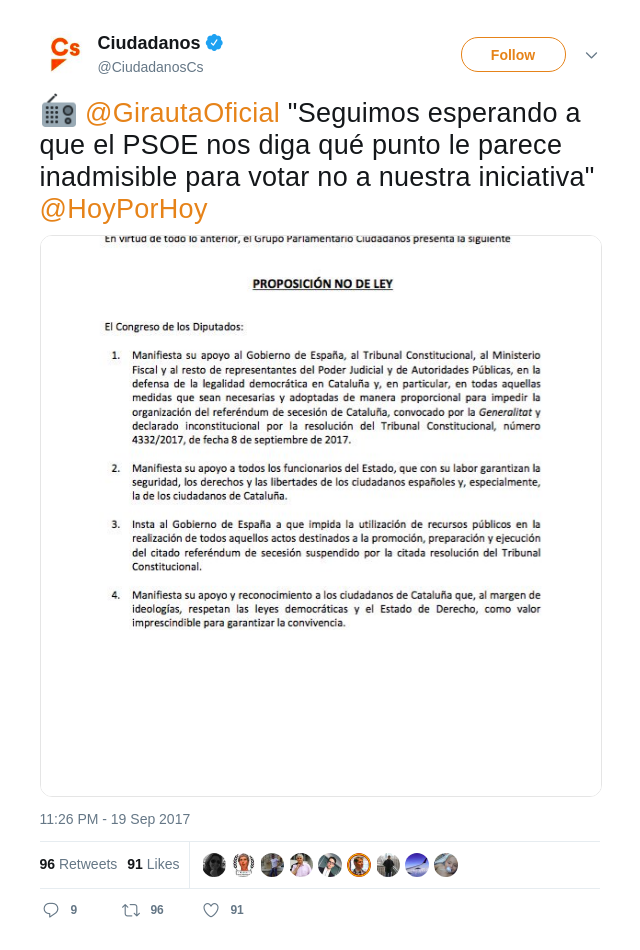 Cs
Ciudadanos
@CiudadanosCs
Follow
@GirautaOficial "Seguimos esperando a
que el PSOE nos diga qué punto le parece
inadmisible para votar no a nuestra iniciativa"
@HoyPorHoy
En virtud de todo lo anterior, el Grupo Parlamentario Ciudadanos presenta la siguiente
PROPOSICIÓN NO DE LEY
El Congreso de los Diputados:
1. Manifiesta su apoyo al Gobierno de España, al Tribunal Constitucional, al Ministerio
Fiscal y al resto de representantes del Poder Judicial y de Autoridades Públicas, en la
defensa de la legalidad democrática en Cataluña y, en particular, en todas aquellas
medidas que sean necesarias y adoptadas de manera proporcional para impedir la
organización del referéndum de secesión de Cataluña, convocado por la Generalitat y
declarado inconstitucional por la resolución del Tribunal Constitucional, número
4332/2017, de fecha 8 de septiembre de 2017.
2. Manifiesta su apoyo a todos los funcionarios del Estado, que con su labor garantizan la
seguridad, los derechos y las libertades de los ciudadanos españoles y, especialmente,
la de los ciudadanos de Cataluña.
3. Insta al Gobierno de España a que impida la utilización de recursos públicos en la
realización de todos aquellos actos destinados a la promoción, preparación y ejecución
del citado referéndum de secesión suspendido por la citada resolución del Tribunal
Constitucional.
4. Manifiesta su apoyo y reconocimiento a los ciudadanos de Cataluña que, al margen de
ideologías, respetan las leyes democráticas y el Estado de Derecho, como valor
imprescindible para garantizar la convivencia.
11:26 PM - 19 Sep 2017
96 Retweets 91 Likes
9 96 91